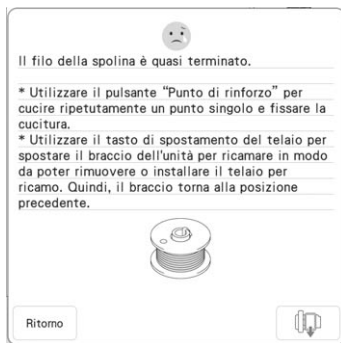 Il filo della spolina è quasi terminato.
* Utilizzare il pulsante “Punto di rinforzo” per
cucire ripetutamente un punto singolo e fissare la
cucitura.
* Utilizzare il tasto di spostamento del telaio per
spostare il braccio dell'unità per ricamare in modo
da poter rimuovere o installare il telaio per
ricamo. Quindi, il braccio torna alla posizione
precedente.
Ritorno